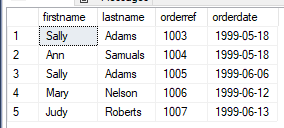 firstname lastname orderref orderdate
1 Sally Adams 1003 1999-05-18
2 Ann Samuals 1004 1999-05-18
3 Sally Adams 1005 1999-06-06
4 Mary Nelson 1006 1999-06-12
5 Judy Roberts 1007 1999-06-13